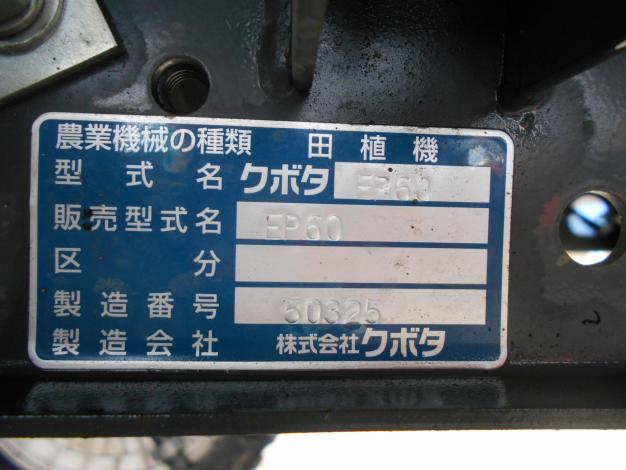 農業機械の種類 田植機
型式名 クボタ EP60
販売型式名 EP60
区分
製造番号 50325
製造会社 株式会社クボタ